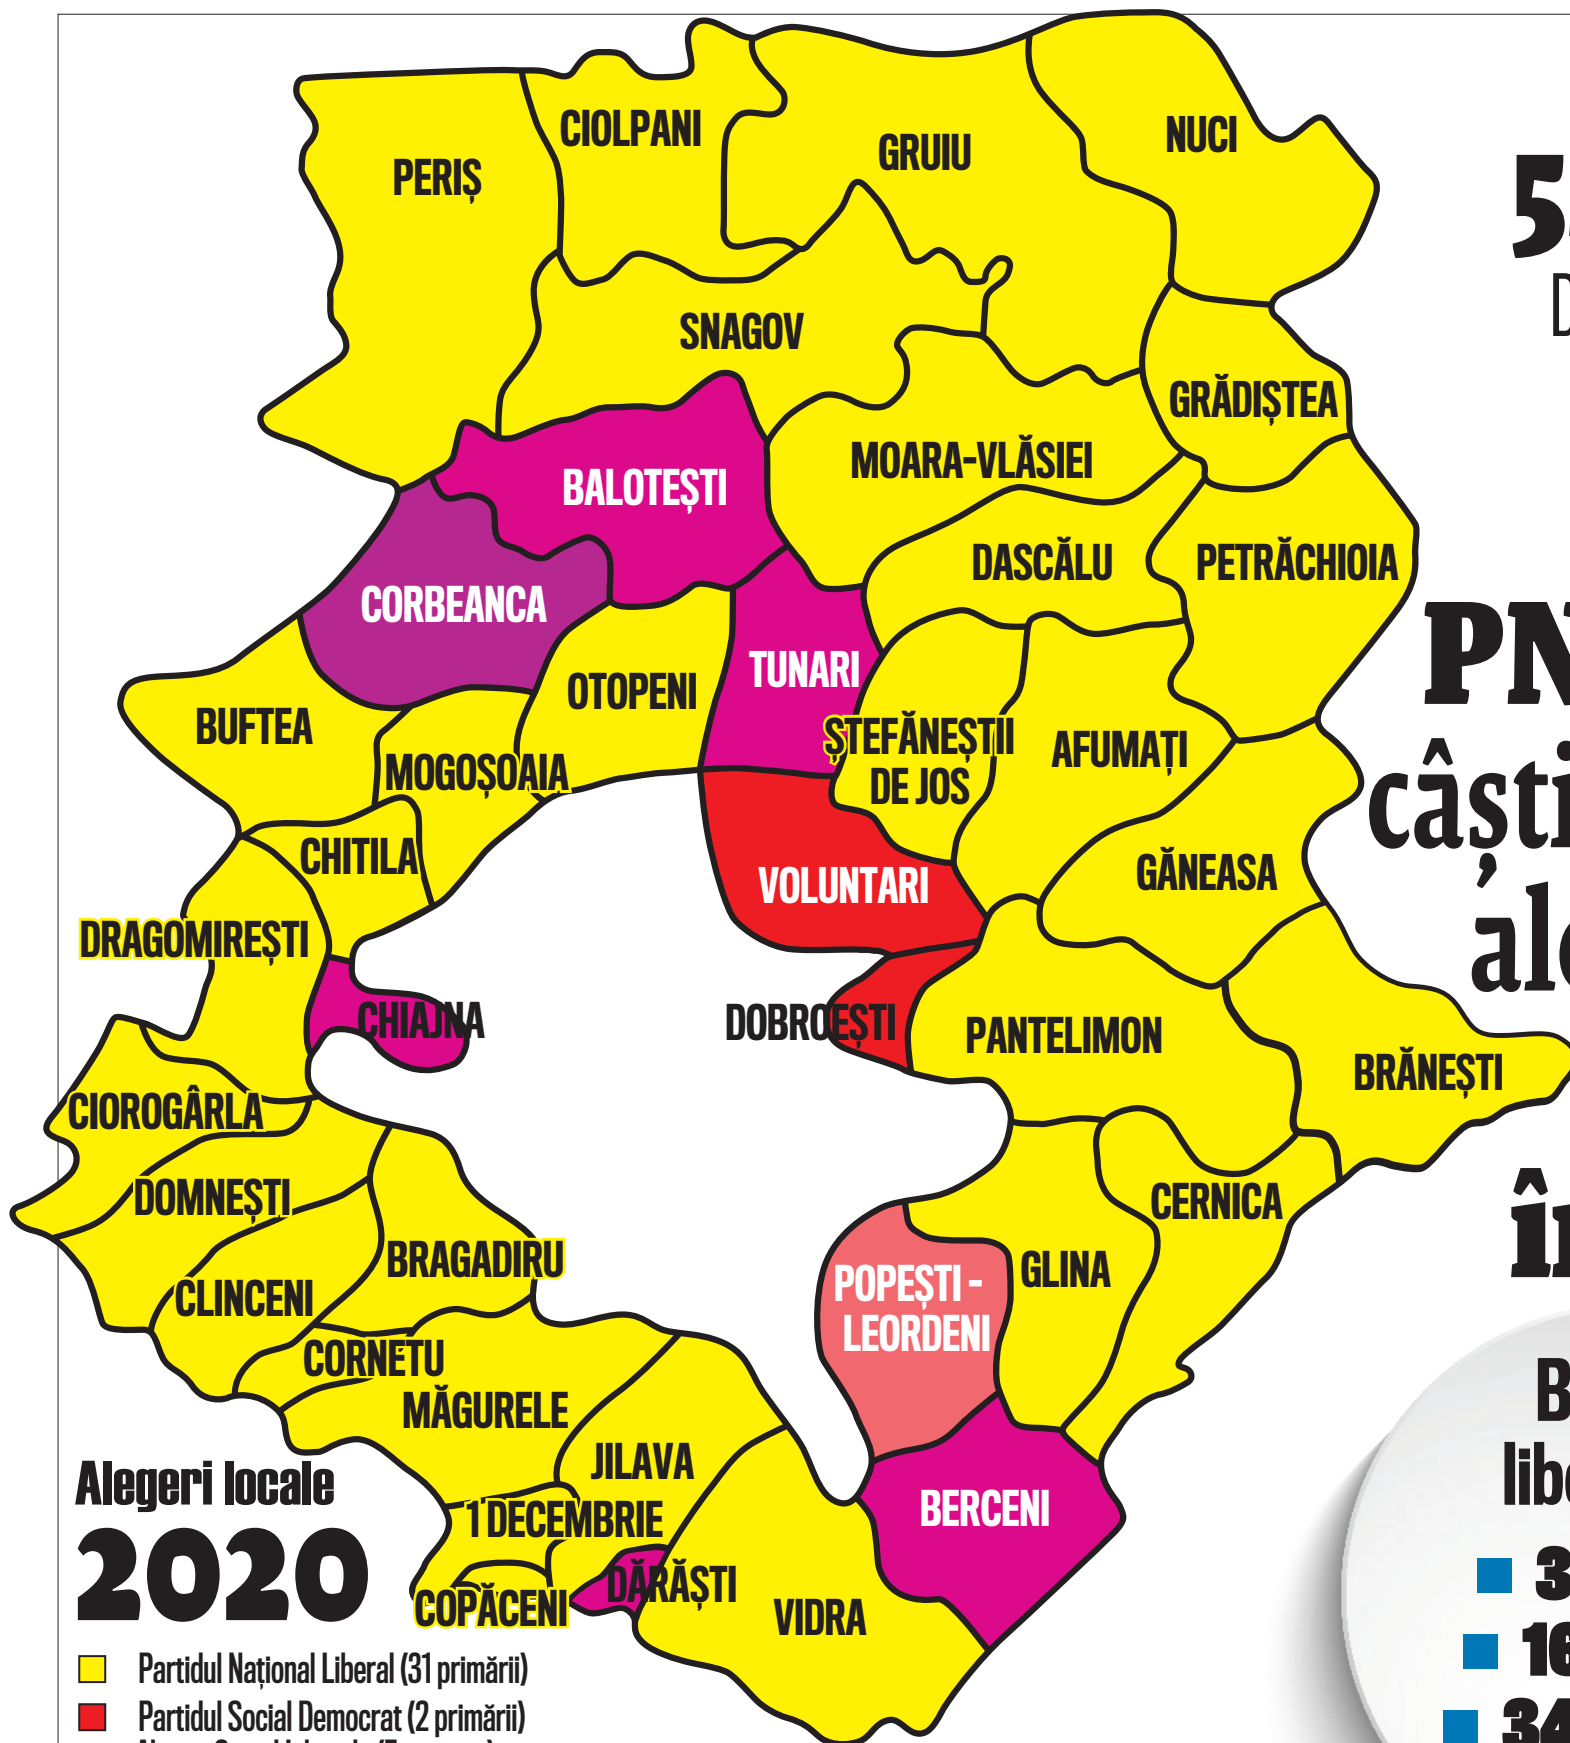 CIOLPANI
NUCI
GRUIU
PERIȘ
SNAGOV
GRĂDIȘTEA
MOARA-VLĂSIEI
BALOTEȘTI
DASCĂLU
PETRĂCHIOIA
CORBEANCA
TUNARI
OTOPENI
BUFTEA
ȘTEFĂNEȘTII
DE JOS
AFUMAȚI
MOGOȘOAIA
CHITILA
VOLUNTARI
GĂNEASA
DRAGOMIREȘTI
CHIAJNA
DOBROEȘTI
PANTELIMON
BRĂNEȘTI
CIOROGÂRLA
DOMNEȘTI
CERNICA
BRAGADIRU
GLINA
POPEȘTI -
LEORDENI
CLINCENI
CORNETU
MĂGURELE
JILAVA
BERCENI
1 DECEMBRIE
DĂRĂȘTI
COPĂCENI
VIDRA
Alegeri locale
2020
Partidul Național Liberal (31 primării)
Partidul Social Democrat (2 primării)
PN
câști
ale
în
B
libe
3
16
34